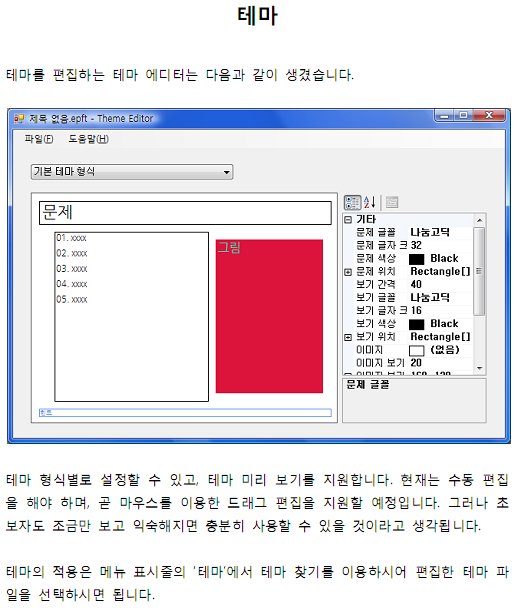 테마
테마를 편집하는 테마 에디터는 다음과 같이 생겼습니다.
제목 없음.epft - Theme Editor
파일(F) 도움말(H)
기본 테마 형식
문제
01. xxxx
02. xxxx
03. xxxx
04. xxxx
05. xxxx
그림
힌트
기타
문제 글꼴 나눔고딕
문제 글자 크 32
문제 색상 Black
문제 위치 Rectangle[]
보기 간격 40
보기 글꼴 나눔고딕
보기 글자 크 16
보기 색상 Black
보기 위치 Rectangle[]
이미지 (없음)
이미지 보기 20
문제 글꼴
테마 형식별로 설정할 수 있고, 테마 미리 보기를 지원합니다. 현재는 수동 편집
을 해야 하며, 곧 마우스를 이용한 드래그 편집을 지원할 예정입니다. 그러나 초
보자도 조금만 보고 익숙해지면 충분히 사용할 수 있을 것이라고 생각됩니다.
테마의 적용은 메뉴 표시줄의 '테마'에서 테마 찾기를 이용하시어 편집한 테마 파
일을 선택하시면 됩니다.